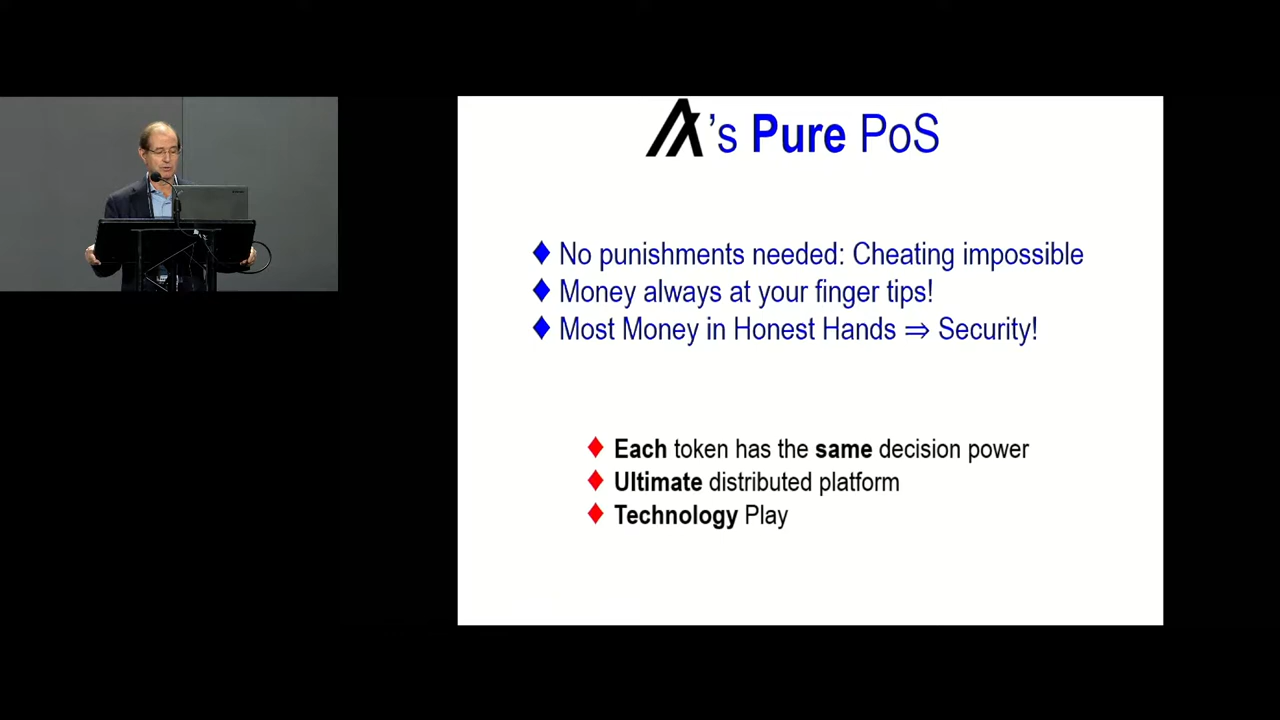 's Pure PoS
No punishments needed: Cheating impossible
Money always at your finger tips!
Most Money in Honest Hands ⇒ Security!
Each token has the same decision power
Ultimate distributed platform
Technology Play